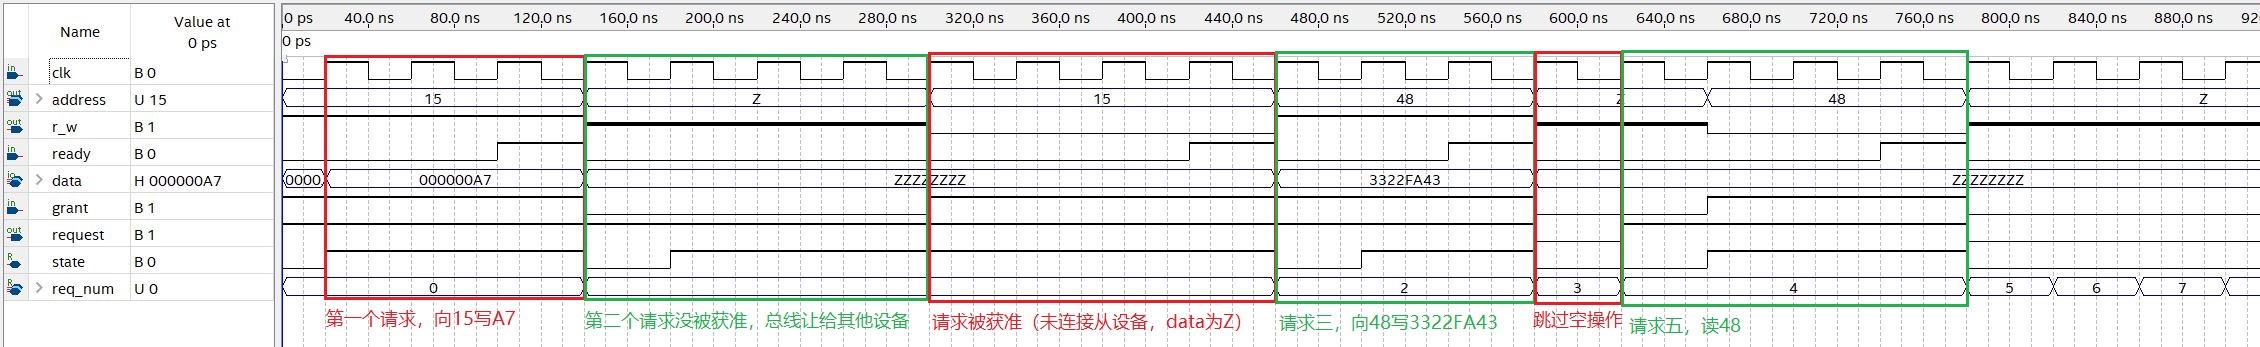 Name
Value at
0 ps
0 ps 40.0 ns 80.0 ns 120.0 ns 160.0 ns 200.0 ns 240.0 ns 280.0 ns 320.0 ns 360.0 ns 400.0 ns 440.0 ns 480.0 ns 520.0 ns 560.0 ns 600.0 ns 640.0 ns 680.0 ns 720.0 ns 760.0 ns 800.0 ns 840.0 ns 880.0 ns 92
0 ps
in clk B 0
out address U 15 15 Z 15 48 Z 48 Z
out r_w B 1
in ready B 0
io data H 000000A7 0000 000000A7 ZZZZZZZZ 3322FA43 ZZZZZZZZ
in grant B 1
out request B 1
R state B 0
R req_num U 0 0 2 3 4 5 6 7
第一个请求，向15写A7 第二个请求没被获准，总线让给其他设备 请求被获准（未连接从设备，data为Z） 请求三，向48写3322FA43 跳过空操作 请求五，读48